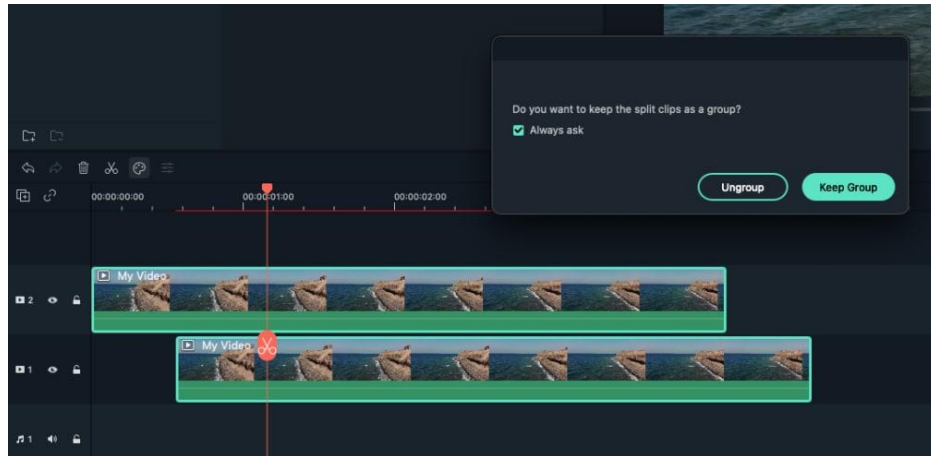 Do you want to keep the split clips as a group?
Always ask
Ungroup
Keep Group
00:00:00:00
00:00:01:00
00:00:02:00
My Video
2
My Video
1
1